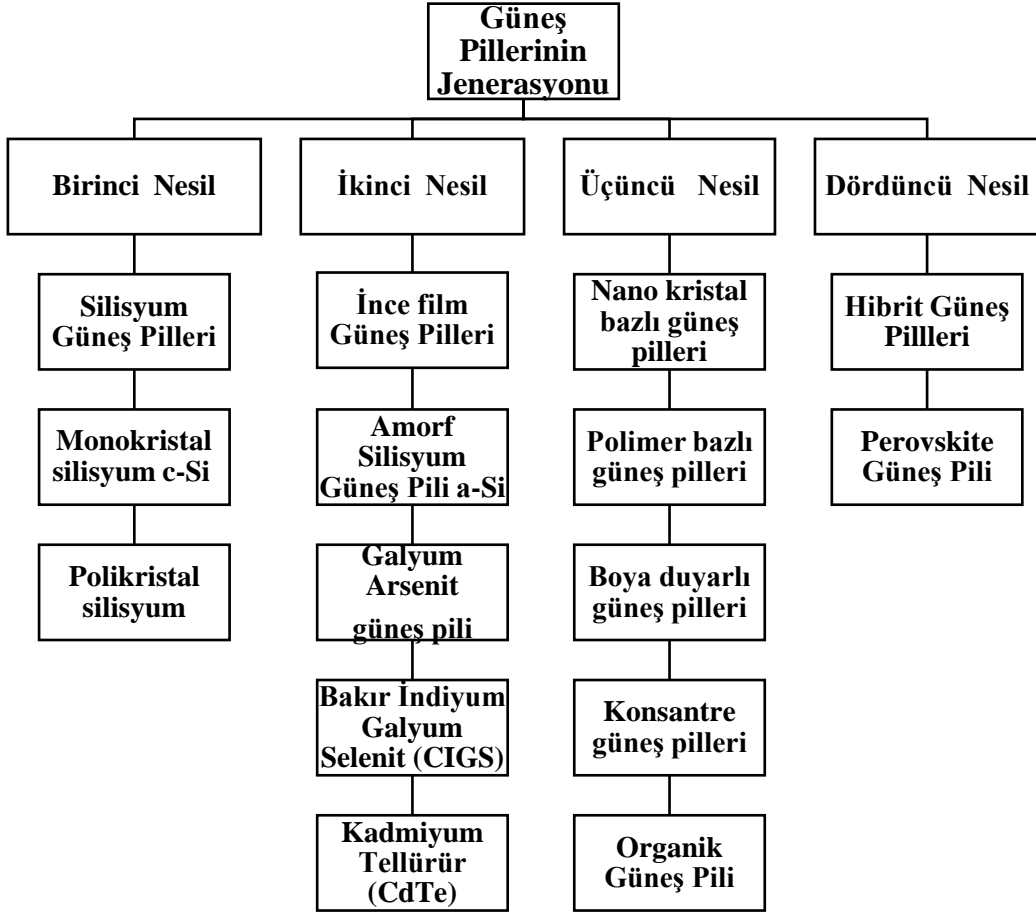 Güneş
Pillerinin
Jenerasyonu
Birinci Nesil
İkinci Nesil
Üçüncü Nesil
Dördüncü Nesil
Silisyum
Güneş Pilleri
Monokristal
silisyum c-Si
Polikristal
silisyum
İnce film
Güneş Pilleri
Amorf
Silisyum
Güneş Pili a-Si
Galyum
Arsenit
güneş pili
Bakır İndiyum
Galyum
Selenit (CIGS)
Kadmiyum
Tellürür
(CdTe)
Nano kristal
bazlı güneş
pilleri
Polimer bazlı
güneş pilleri
Boya duyarlı
güneş pilleri
Konsantre
güneş pilleri
Organik
Güneş Pili
Hibrit Güneş
Pillleri
Perovskite
Güneş Pili